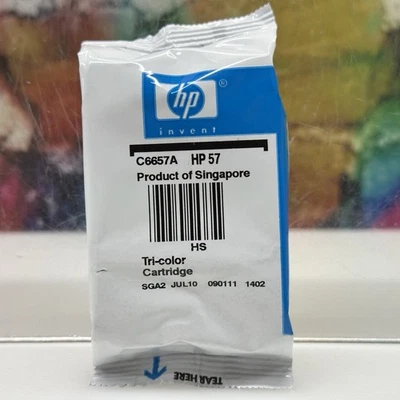 hp
invent
C6657A HP 57
Product of Singapore
HS
Tri-color
Cartridge
SGA2 JUL10 090111 1402
TEAR HERE